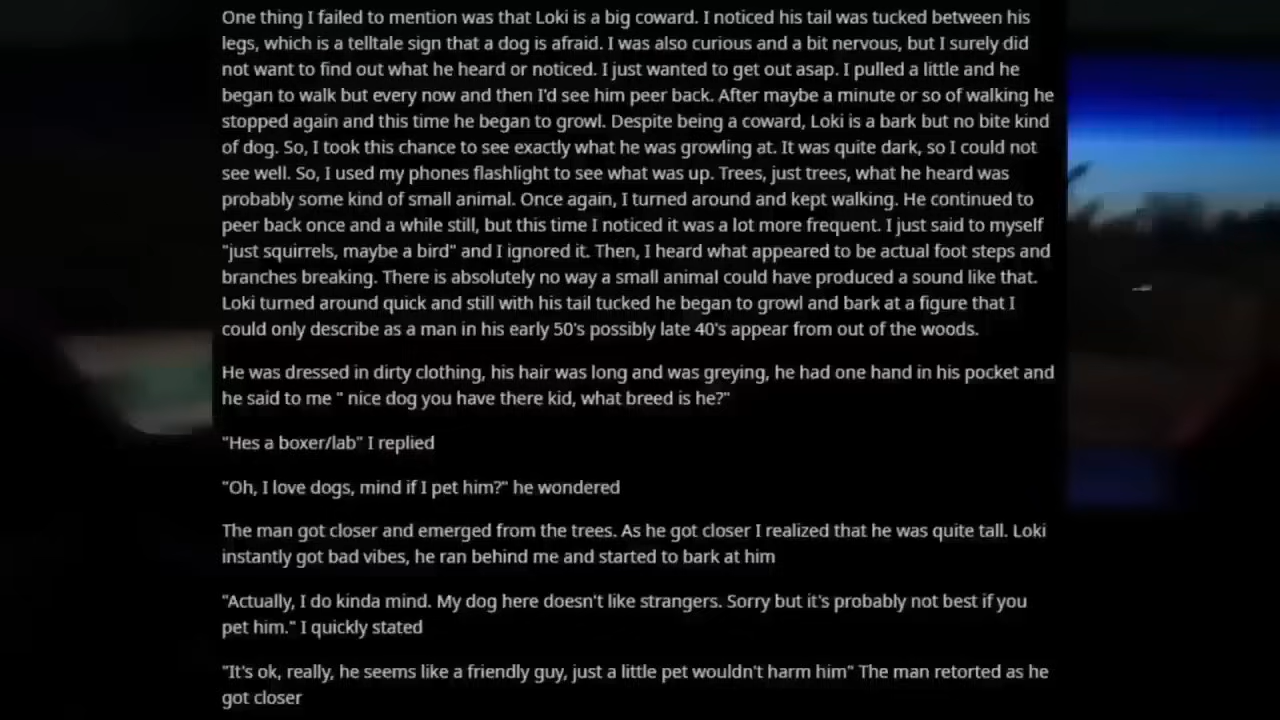 One thing I failed to mention was that Loki is a big coward. I noticed his tail was tucked between his
legs, which is a telltale sign that a dog is afraid. I was also curious and a bit nervous, but I surely did
not want to find out what he heard or noticed. I just wanted to get out asap. I pulled a little and he
began to walk but every now and then I'd see him peer back. After maybe a minute or so of walking he
stopped again and this time he began to growl. Despite being a coward, Loki is a bark but no bite kind
of dog. So, I took this chance to see exactly what he was growling at. It was quite dark, so I could not
see well. So, I used my phones flashlight to see what was up. Trees, just trees, what he heard was
probably some kind of small animal. Once again, I turned around and kept walking. He continued to
peer back once and a while still, but this time I noticed it was a lot more frequent. I just said to myself
"just squirrels, maybe a bird" and I ignored it. Then, I heard what appeared to be actual foot steps and
branches breaking. There is absolutely no way a small animal could have produced a sound like that.
Loki turned around quick and still with his tail tucked he began to growl and bark at a figure that I
could only describe as a man in his early 50's possibly late 40's appear from out of the woods.
He was dressed in dirty clothing, his hair was long and was greying, he had one hand in his pocket and
he said to me " nice dog you have there kid, what breed is he?"
"Hes a boxer/lab" I replied
"Oh, I love dogs, mind if I pet him?" he wondered
The man got closer and emerged from the trees. As he got closer I realized that he was quite tall. Loki
instantly got bad vibes, he ran behind me and started to bark at him
"Actually, I do kinda mind. My dog here doesn't like strangers. Sorry but it's probably not best if you
pet him." I quickly stated
"It's ok, really, he seems like a friendly guy, just a little pet wouldn't harm him" The man retorted as he
got closer